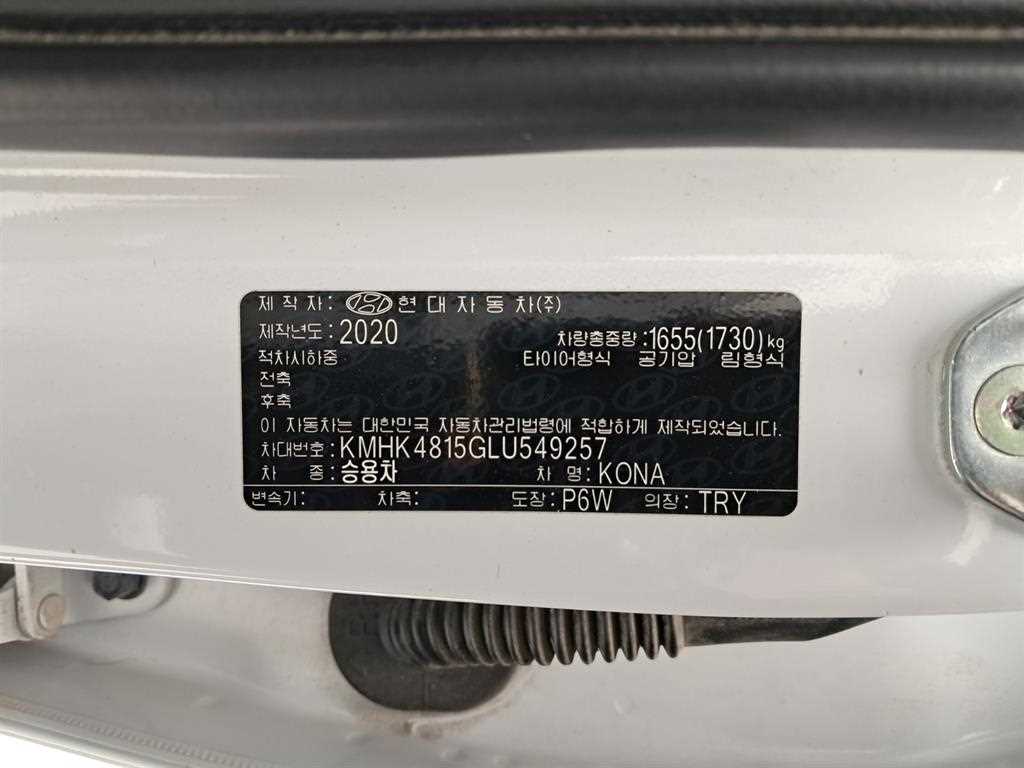 제 작 자 : 현 대 자 동 차(주)
제작년도 : 2020 차량총중량 : 1655(1730)kg
적차시하중 타이어형식 공기압 림형식
전축
후축
이 자동차는 대한민국 자동차관리법령에 적합하게 제작되었습니다.
차대번호 : KMHK4815GLU549257
차 종 : 승용차 차 명 : KONA
변속기 : 차축 : 도장 : P6W 의장 : TRY